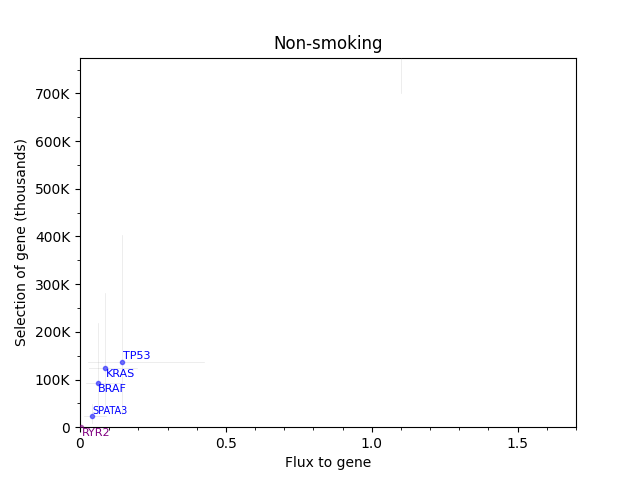 Non-smoking
Selection of gene (thousands)
700K
600K
500K
400K
300K
200K
100K
0
TP53
KRAS
BRAF
SPATA3
RYR2
0
0.5
1.0
1.5
Flux to gene